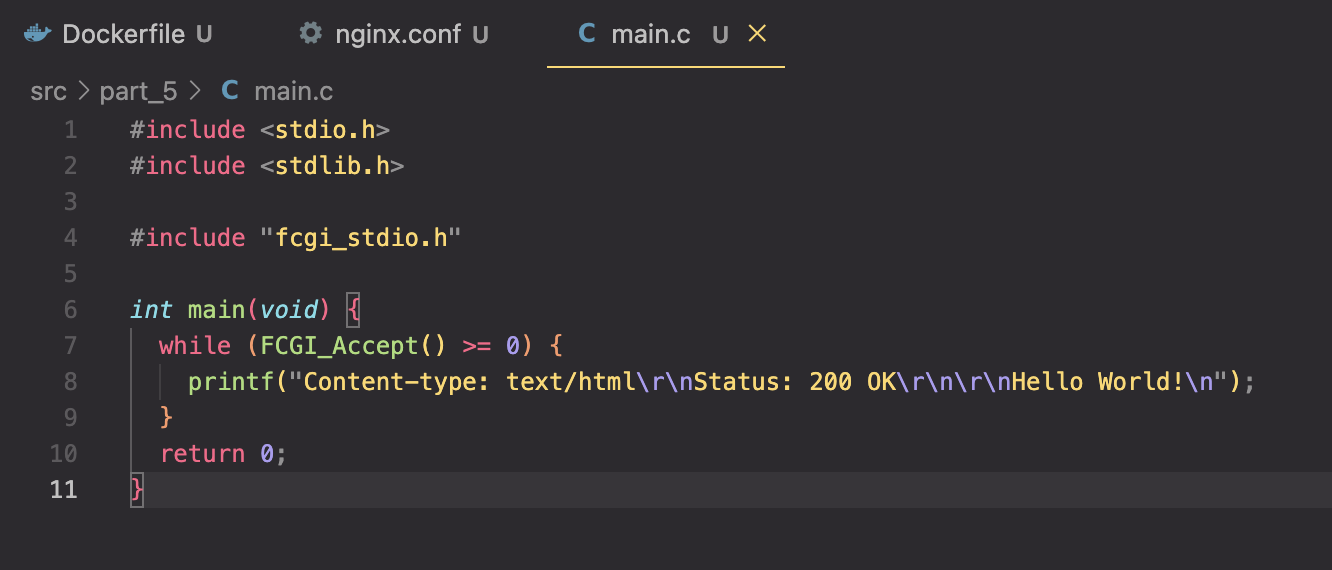 Dockerfile U nginx.conf U C main.c U
src > part_5 > C main.c
1 #include <stdio.h>
2 #include <stdlib.h>
3
4 #include "fcgi_stdio.h"
5
6 int main(void) {
7 while (FCGI_Accept() >= 0) {
8 printf("Content-type: text/html\r\nStatus: 200 OK\r\n\r\nHello World!\n");
9 }
10 return 0;
11 }